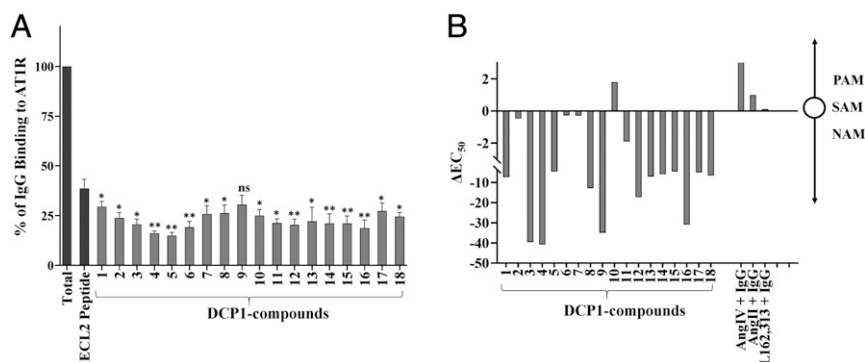 A
% of IgG Binding to AT1R
100
75
50
25
0
ns
* * * ** ** ** * * * * ** * ** ** ** * *
Total
ECL2 Peptide
1 2 3 4 5 6 7 8 9 10 11 12 13 14 15 16 17 18
DCP1-compounds
B
ΔEC50
2
0
-2
-10
-20
-30
-40
-50
1 2 3 4 5 6 7 8 9 10 11 12 13 14 15 16 17 18
DCP1-compounds
AngIV + IgG
AngII + IgG
L162,313 + IgG
PAM
SAM
NAM